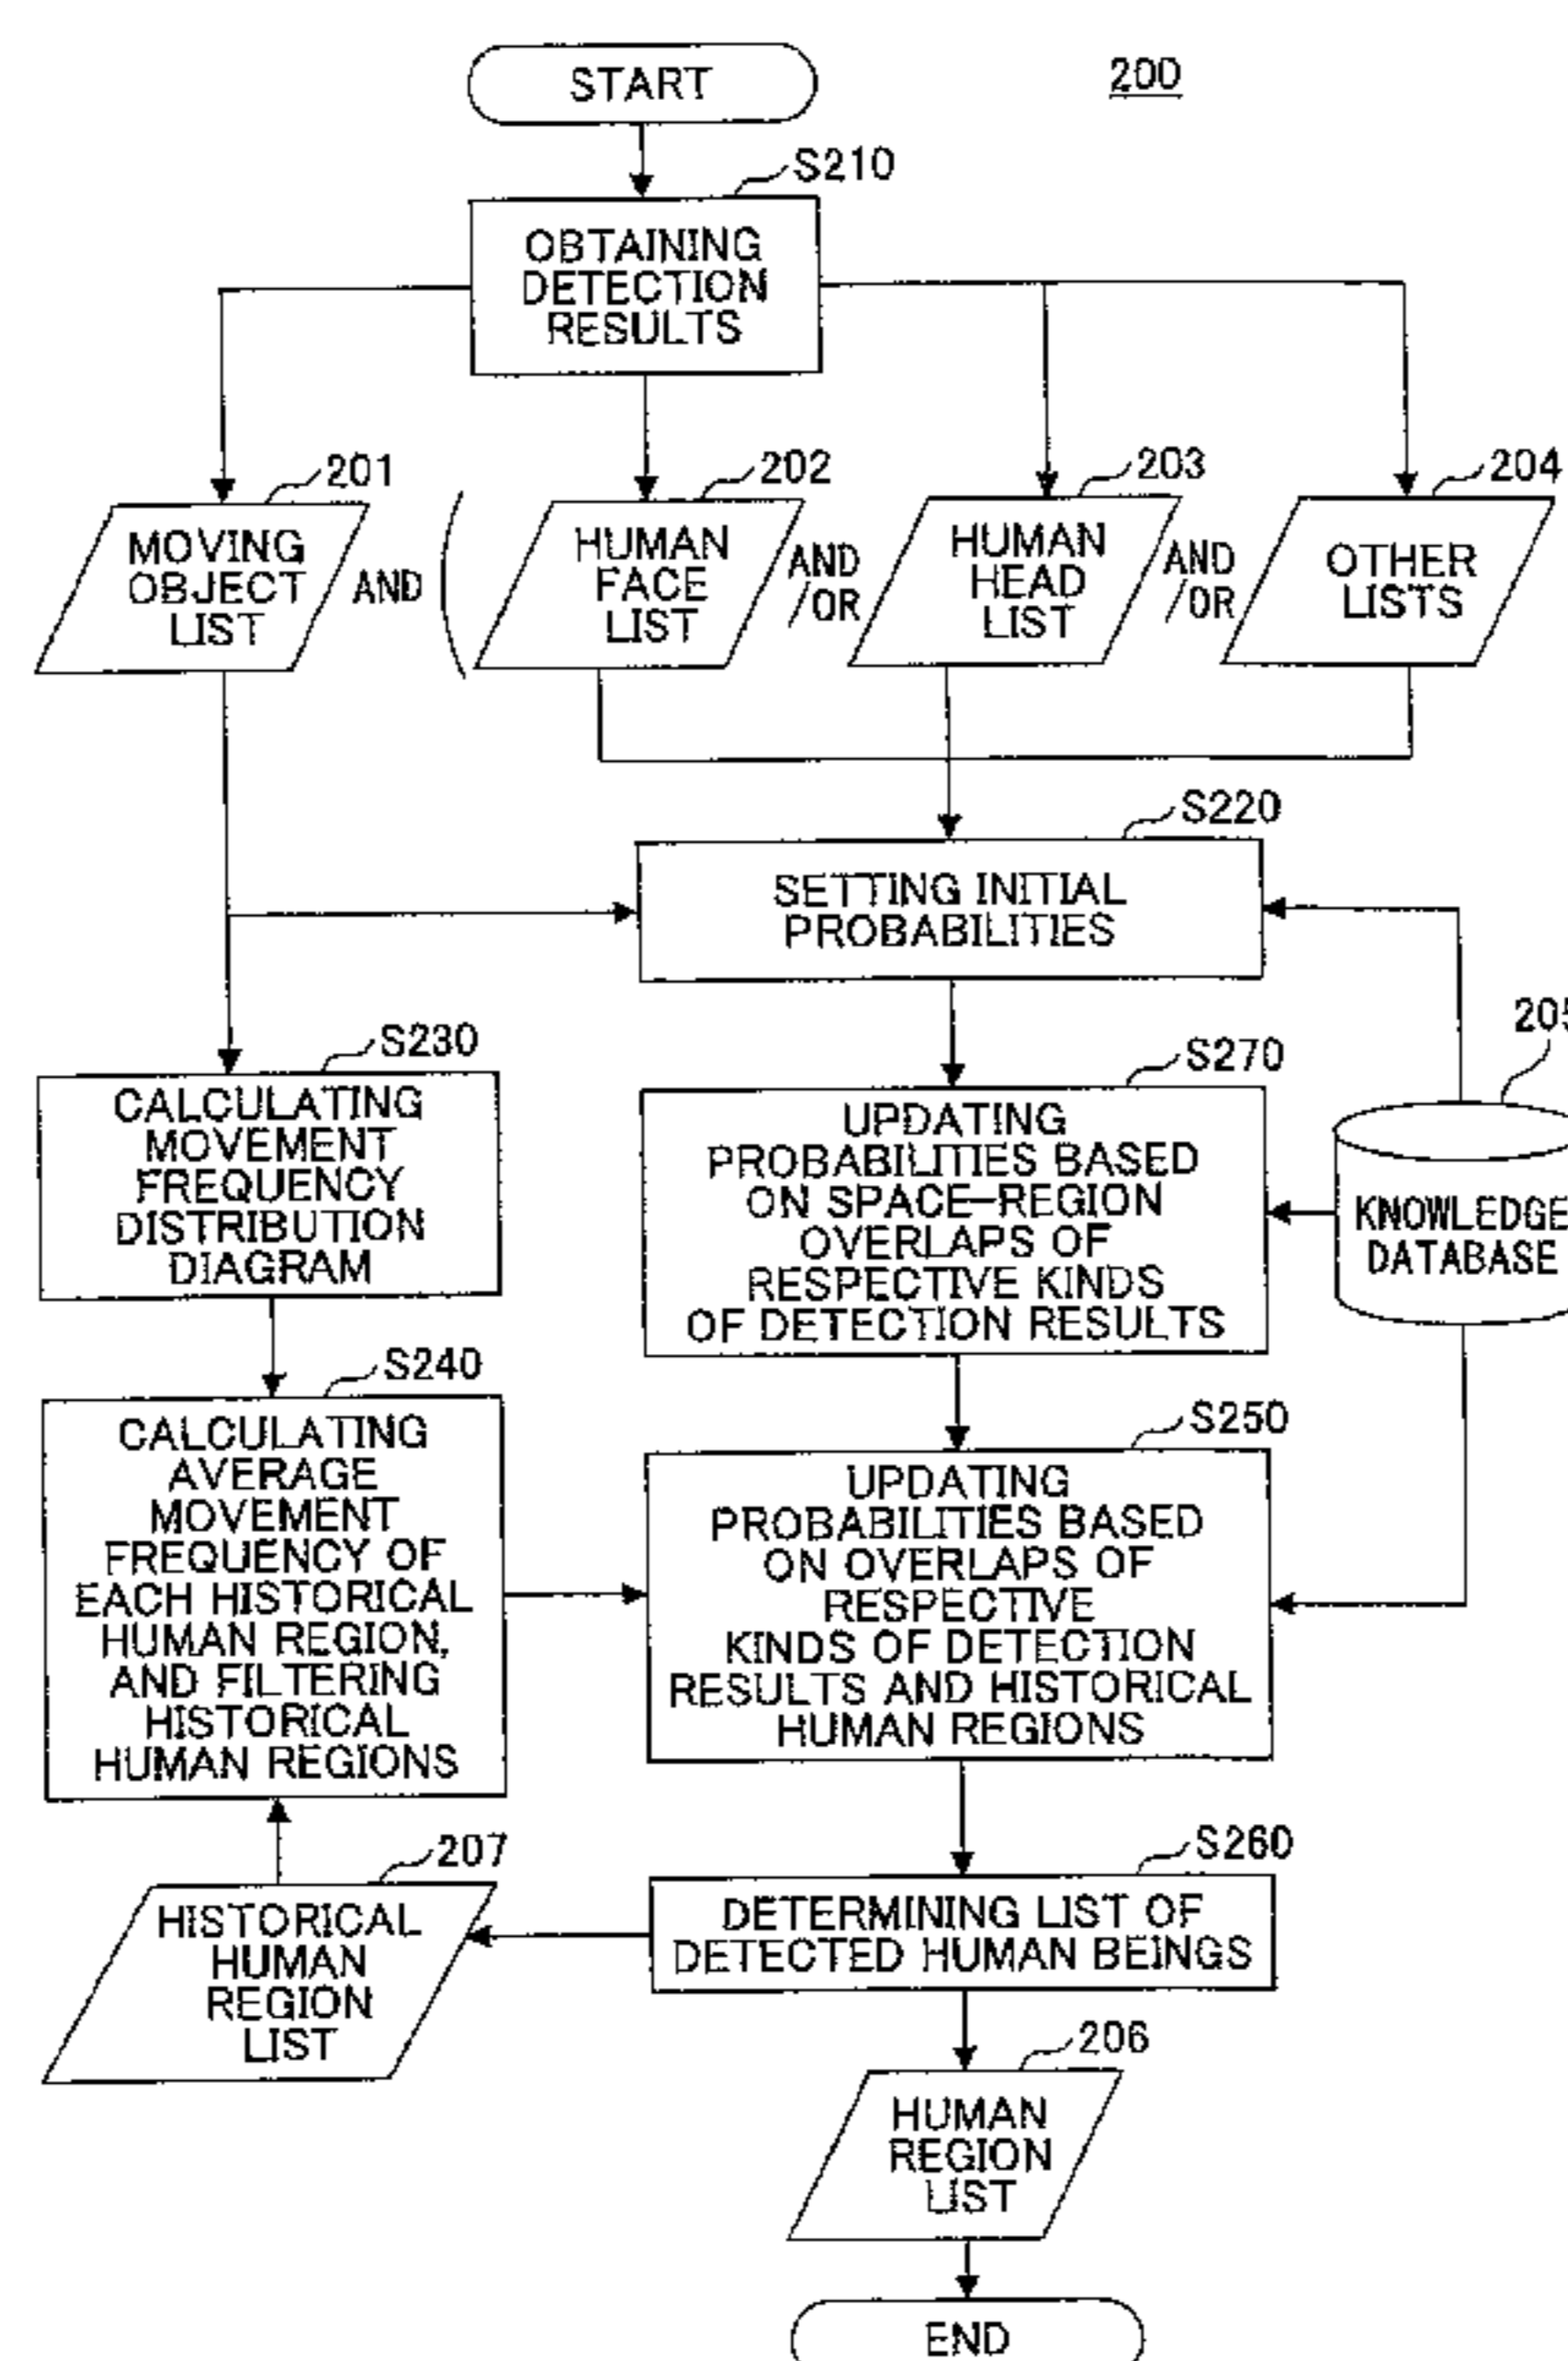 200
START
S210
OBTAINING
DETECTION
RESULTS
201
MOVING
OBJECT
LIST
AND
(
202
HUMAN
FACE
LIST
AND
/OR
203
HUMAN
HEAD
LIST
AND
/OR
204
OTHER
LISTS
S220
SETTING INITIAL
PROBABILITIES
205
KNOWLEDGE
DATABASE
S230
CALCULATING
MOVEMENT
FREQUENCY
DISTRIBUTION
DIAGRAM
S270
UPDATING
PROBABILITIES BASED
ON SPACE-REGION
OVERLAPS OF
RESPECTIVE KINDS
OF DETECTION RESULTS
S240
CALCULATING
AVERAGE
MOVEMENT
FREQUENCY OF
EACH HISTORICAL
HUMAN REGION,
AND FILTERING
HISTORICAL
HUMAN REGIONS
S250
UPDATING
PROBABILITIES BASED
ON OVERLAPS OF
RESPECTIVE
KINDS OF DETECTION
RESULTS AND HISTORICAL
HUMAN REGIONS
S260
DETERMINING LIST OF
DETECTED HUMAN BEINGS
207
HISTORICAL
HUMAN
REGION
LIST
206
HUMAN
REGION
LIST
END